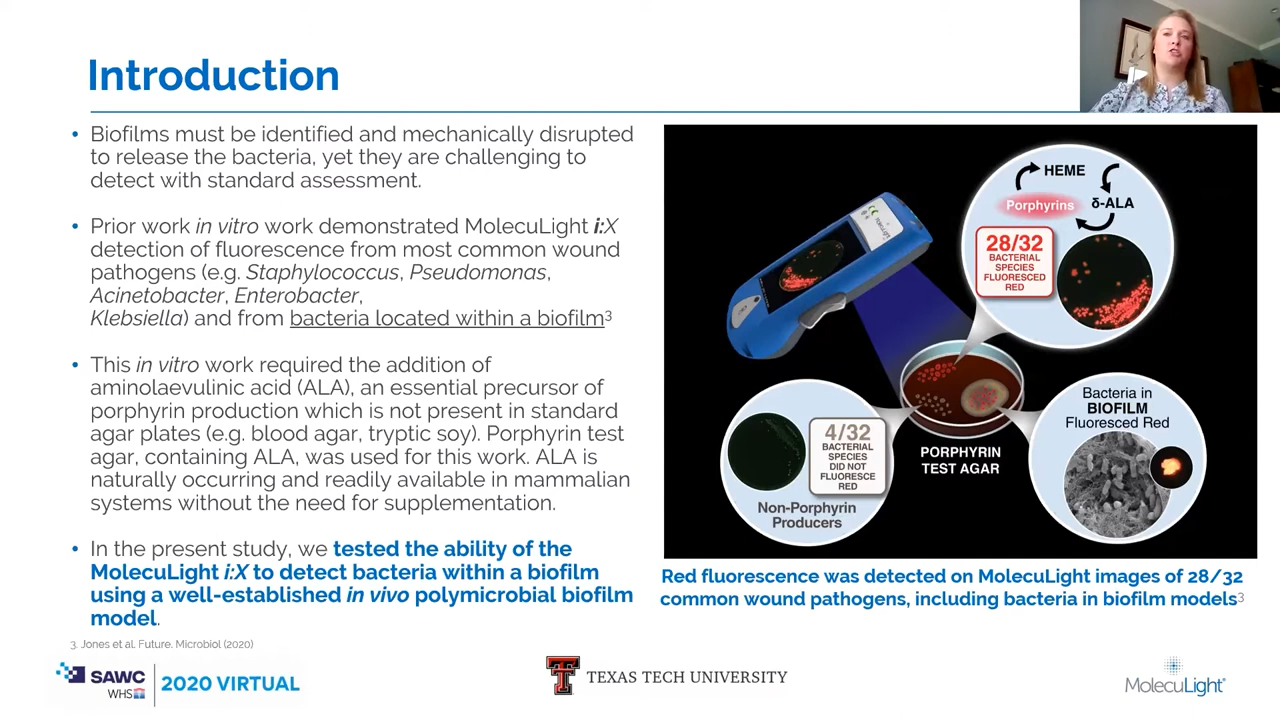 Introduction
• Biofilms must be identified and mechanically disrupted
to release the bacteria, yet they are challenging to
detect with standard assessment.
• Prior work in vitro work demonstrated MolecuLight i:X
detection of fluorescence from most common wound
pathogens (e.g. Staphylococcus, Pseudomonas,
Acinetobacter, Enterobacter,
Klebsiella) and from bacteria located within a biofilm3
• This in vitro work required the addition of
aminolaevulinic acid (ALA), an essential precursor of
porphyrin production which is not present in standard
agar plates (e.g. blood agar, tryptic soy). Porphyrin test
agar, containing ALA, was used for this work. ALA is
naturally occurring and readily available in mammalian
systems without the need for supplementation.
• In the present study, we tested the ability of the
MolecuLight i:X to detect bacteria within a biofilm
using a well-established in vivo polymicrobial biofilm
model.
3. Jones et al. Future. Microbiol (2020)
HEME
Porphyrins
δ-ALA
28/32
BACTERIAL
SPECIES
FLUORESCED
RED
4/32
BACTERIAL
SPECIES
DID NOT
FLUORESCE
RED
Non-Porphyrin
Producers
PORPHYRIN
TEST AGAR
Bacteria in
BIOFILM
Fluoresced Red
Red fluorescence was detected on MolecuLight images of 28/32
common wound pathogens, including bacteria in biofilm models3
SAWC
WHS
2020 VIRTUAL
TEXAS TECH UNIVERSITY
MolecuLight